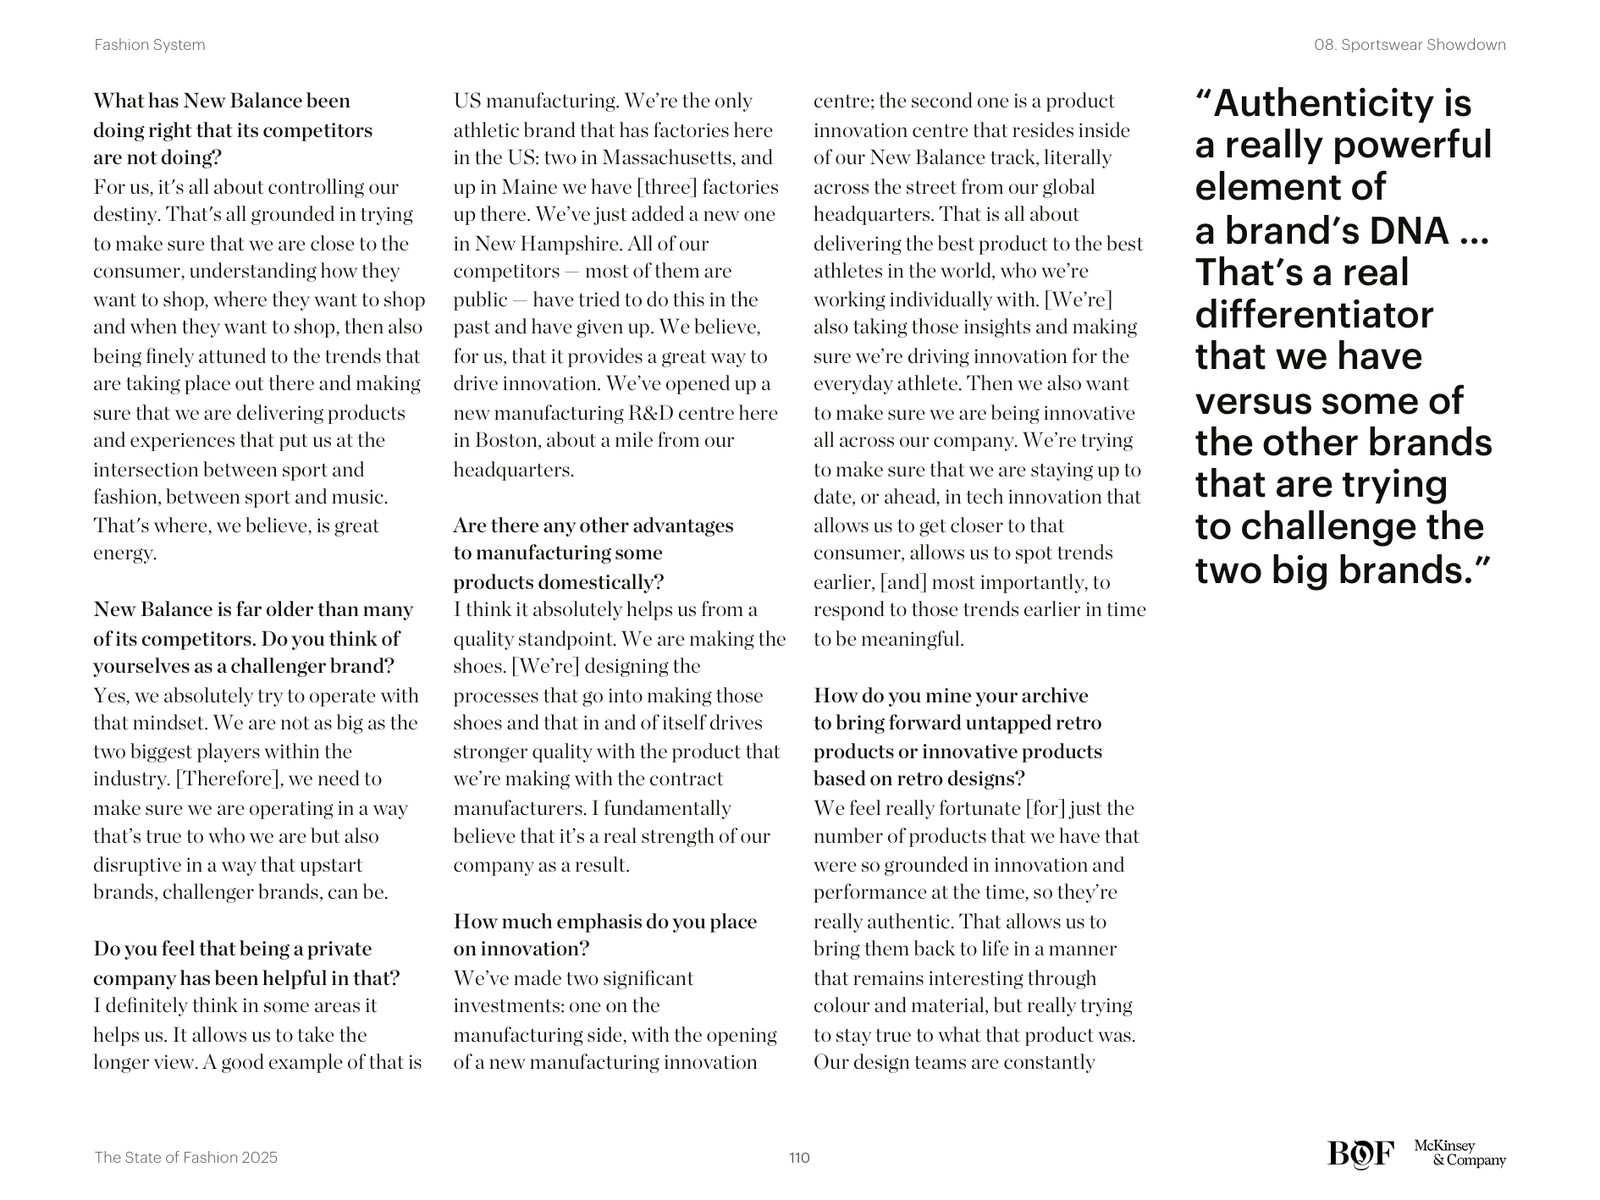 Fashion System
08. Sportswear Showdown
What has New Balance been
doing right that its competitors
are not doing?
For us, it's all about controlling our
destiny. That's all grounded in trying
to make sure that we are close to the
consumer, understanding how they
want to shop, where they want to shop
and when they want to shop, then also
being finely attuned to the trends that
are taking place out there and making
sure that we are delivering products
and experiences that put us at the
intersection between sport and
fashion, between sport and music.
That's where, we believe, is great
energy.
New Balance is far older than many
of its competitors. Do you think of
yourselves as a challenger brand?
Yes, we absolutely try to operate with
that mindset. We are not as big as the
two biggest players within the
industry. [Therefore], we need to
make sure we are operating in a way
that’s true to who we are but also
disruptive in a way that upstart
brands, challenger brands, can be.
Do you feel that being a private
company has been helpful in that?
I definitely think in some areas it
helps us. It allows us to take the
longer view. A good example of that is
US manufacturing. We’re the only
athletic brand that has factories here
in the US: two in Massachusetts, and
up in Maine we have [three] factories
up there. We’ve just added a new one
in New Hampshire. All of our
competitors — most of them are
public — have tried to do this in the
past and have given up. We believe,
for us, that it provides a great way to
drive innovation. We’ve opened up a
new manufacturing R&D centre here
in Boston, about a mile from our
headquarters.
Are there any other advantages
to manufacturing some
products domestically?
I think it absolutely helps us from a
quality standpoint. We are making the
shoes. [We’re] designing the
processes that go into making those
shoes and that in and of itself drives
stronger quality with the product that
we’re making with the contract
manufacturers. I fundamentally
believe that it’s a real strength of our
company as a result.
How much emphasis do you place
on innovation?
We’ve made two significant
investments: one on the
manufacturing side, with the opening
of a new manufacturing innovation
centre; the second one is a product
innovation centre that resides inside
of our New Balance track, literally
across the street from our global
headquarters. That is all about
delivering the best product to the best
athletes in the world, who we’re
working individually with. [We’re]
also taking those insights and making
sure we’re driving innovation for the
everyday athlete. Then we also want
to make sure we are being innovative
all across our company. We’re trying
to make sure that we are staying up to
date, or ahead, in tech innovation that
allows us to get closer to that
consumer, allows us to spot trends
earlier, [and] most importantly, to
respond to those trends earlier in time
to be meaningful.
How do you mine your archive
to bring forward untapped retro
products or innovative products
based on retro designs?
We feel really fortunate [for] just the
number of products that we have that
were so grounded in innovation and
performance at the time, so they’re
really authentic. That allows us to
bring them back to life in a manner
that remains interesting through
colour and material, but really trying
to stay true to what that product was.
Our design teams are constantly
“Authenticity is
a really powerful
element of
a brand’s DNA ...
That’s a real
differentiator
that we have
versus some of
the other brands
that are trying
to challenge the
two big brands.”
The State of Fashion 2025
110
BOF
McKinsey
& Company